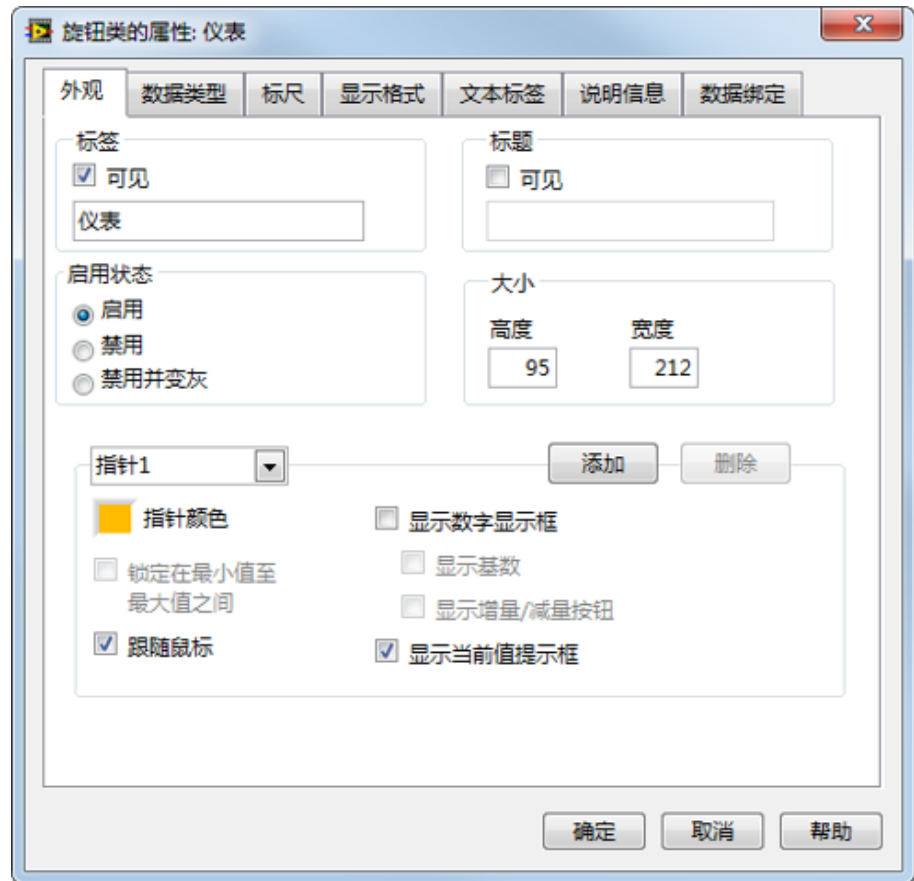 旋钮类的属性: 仪表
外观 数据类型 标尺 显示格式 文本标签 说明信息 数据绑定
标签
可见
仪表
标题
可见
启用状态
启用
禁用
禁用并变灰
大小
高度 宽度
95 212
指针1
添加 删除
指针颜色
锁定在最小值至
最大值之间
跟随鼠标
显示数字显示框
显示基数
显示增量/减量按钮
显示当前值提示框
确定 取消 帮助